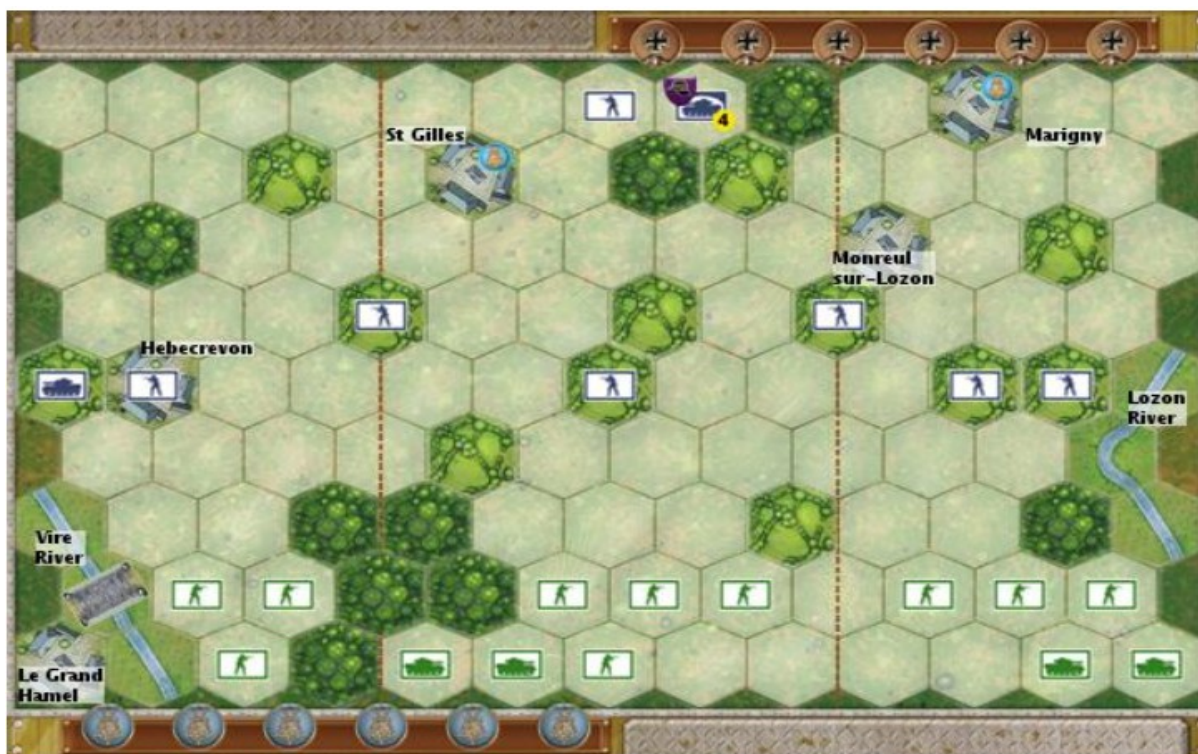 4
St Gilles
Marigny
Monreul
sur-Lozon
Hebecrevon
Lozon
River
Vire
River
Le Grand
Hamel